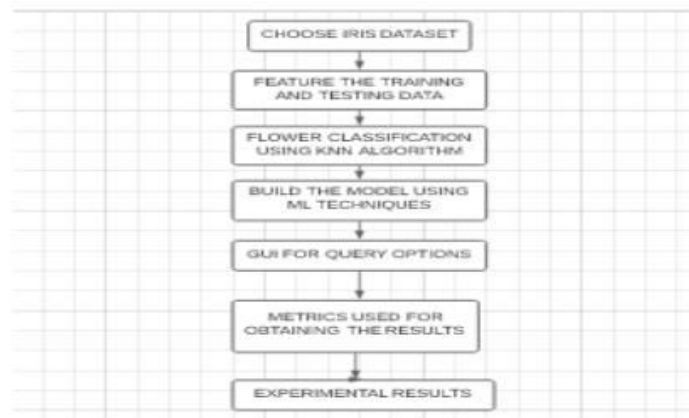 CHOOSE IRIS DATASET
FEATURE THE TRAINING
AND TESTING DATA
FLOWER CLASSIFICATION
USING KNN ALGORITHM
BUILD THE MODEL USING
ML TECHNIQUES
GUI FOR QUERY OPTIONS
METRICS USED FOR
OBTAINING THE RESULTS
EXPERIMENTAL RESULTS